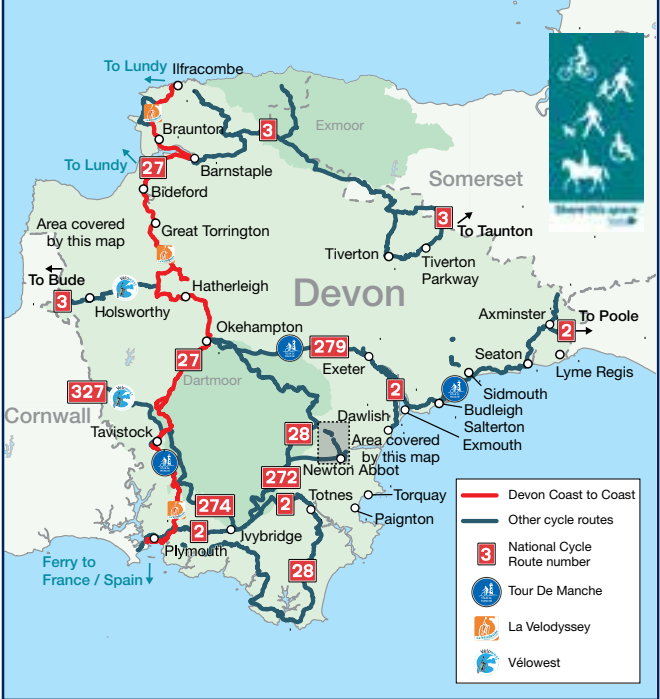 To Lundy
Ilfracombe
Braunton
3
Exmoor
To Lundy
27
Barnstaple
Bideford
Somerset
Area covered
by this map
Great Torrington
3
To Taunton
Tiverton
Tiverton
Parkway
To Bude
3
Holsworthy
Hatherleigh
Devon
Axminster
To Poole
2
Okehampton
279
Exeter
Seaton
Lyme Regis
27
Dartmoor
327
2
Sidmouth
Budleigh
Salterton
Exmouth
Cornwall
Tavistock
Dawlish
28
Area covered
by this map
Newton Abbot
272
274
2
Totnes
Torquay
Paignton
2
Ivybridge
Plymouth
Ferry to
France / Spain
28
Devon Coast to Coast
Other cycle routes
3
National Cycle
Route number
Tour De Manche
La Velodyssey
Vélowest